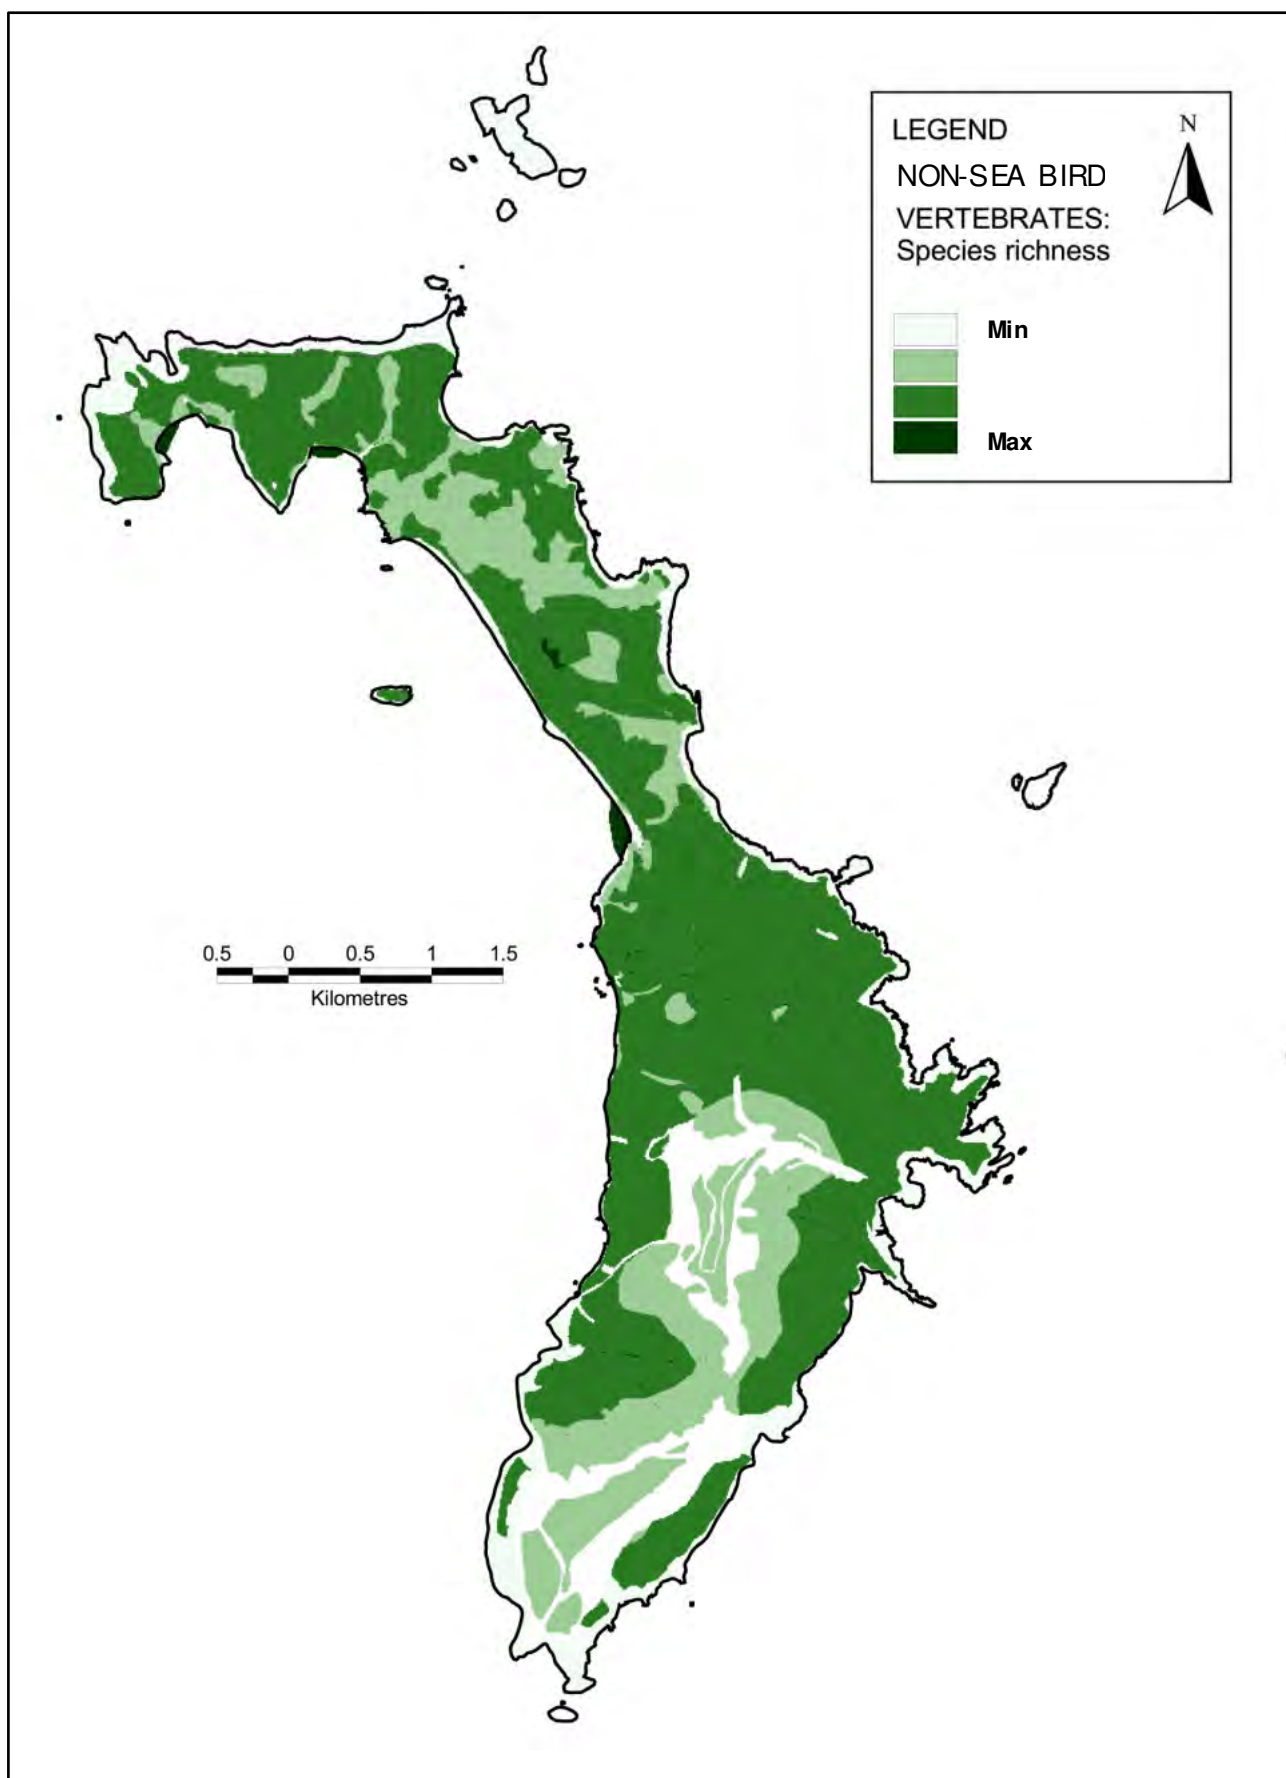 LEGEND
N
NON-SEA BIRD
VERTEBRATES:
Species richness
Min
Max
0.5 0 0.5 1 1.5
Kilometres